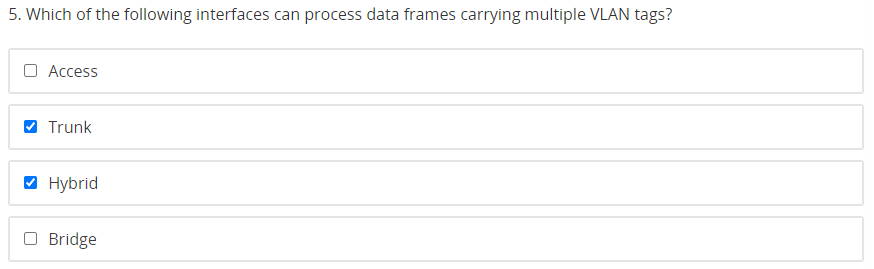 5. Which of the following interfaces can process data frames carrying multiple VLAN tags?
Access
Trunk
Hybrid
Bridge